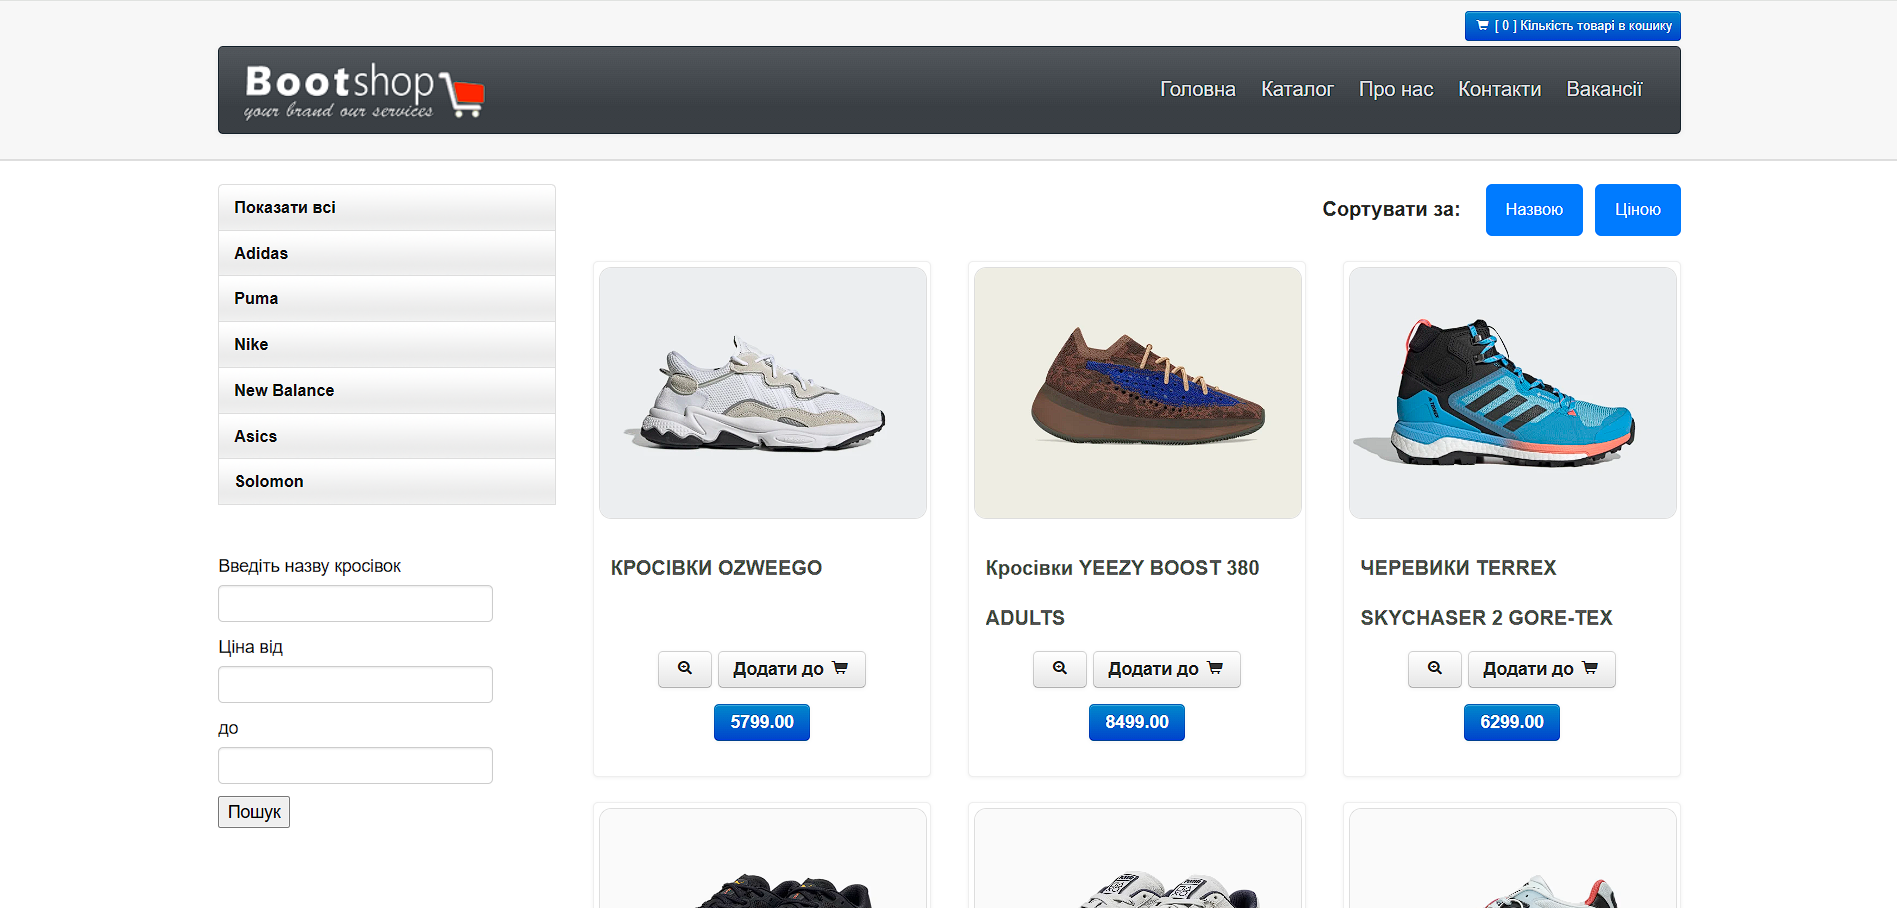 [ 0 ] Кількість товарі в кошику
Bootshop
your brand our services
Головна Каталог Про нас Контакти Вакансії
Показати всі
Adidas
Puma
Nike
New Balance
Asics
Solomon
Введіть назву кросівок
Ціна від
до
Пошук
Сортувати за: Назвою Ціною
КРОСІВКИ OZWEEGO
Додати до
5799.00
Кросівки YEEZY BOOST 380
ADULTS
Додати до
8499.00
ЧЕРЕВИКИ TERREX
SKYCHASER 2 GORE-TEX
Додати до
6299.00